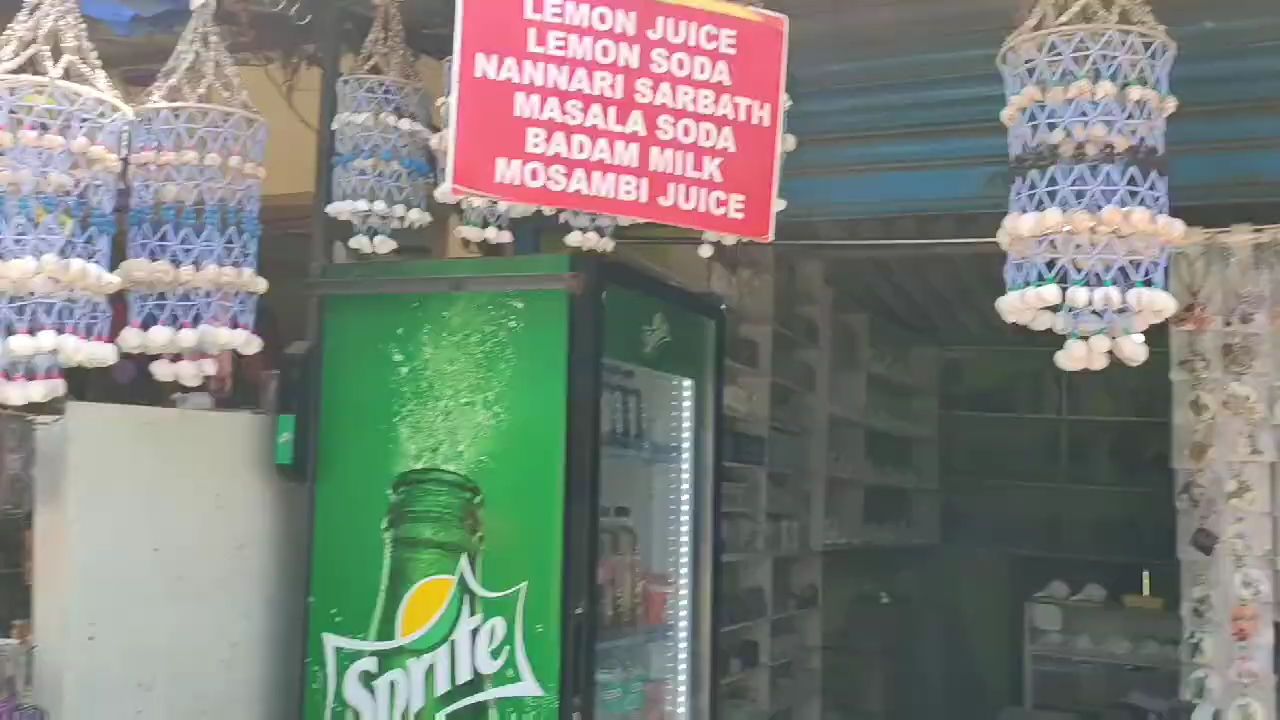 LEMON JUICE
LEMON SODA
NANNARI SARBATH
MASALA SODA
BADAM MILK
MOSAMBI JUICE
Sprite